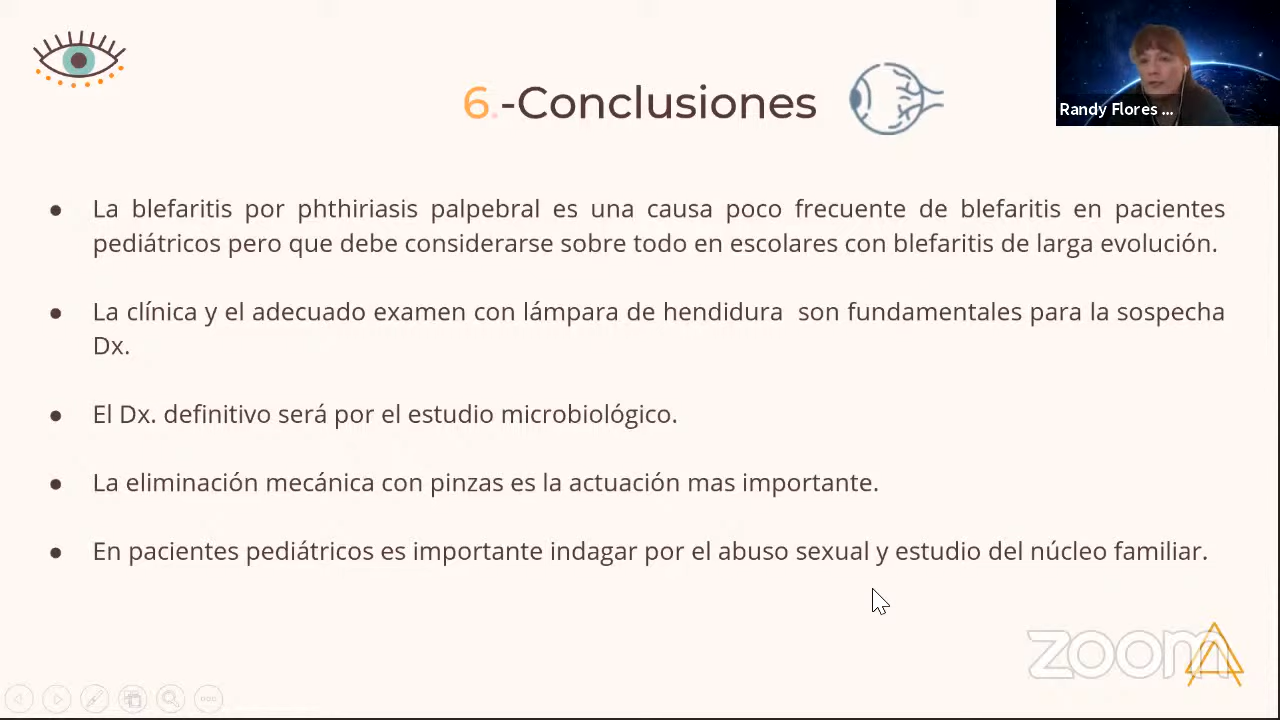 6.-Conclusiones
Randy Flores ...
● La blefaritis por phthiriasis palpebral es una causa poco frecuente de blefaritis en pacientes
pediátricos pero que debe considerarse sobre todo en escolares con blefaritis de larga evolución.
● La clínica y el adecuado examen con lámpara de hendidura son fundamentales para la sospecha
Dx.
● El Dx. definitivo será por el estudio microbiológico.
● La eliminación mecánica con pinzas es la actuación mas importante.
● En pacientes pediátricos es importante indagar por el abuso sexual y estudio del núcleo familiar.
zoom